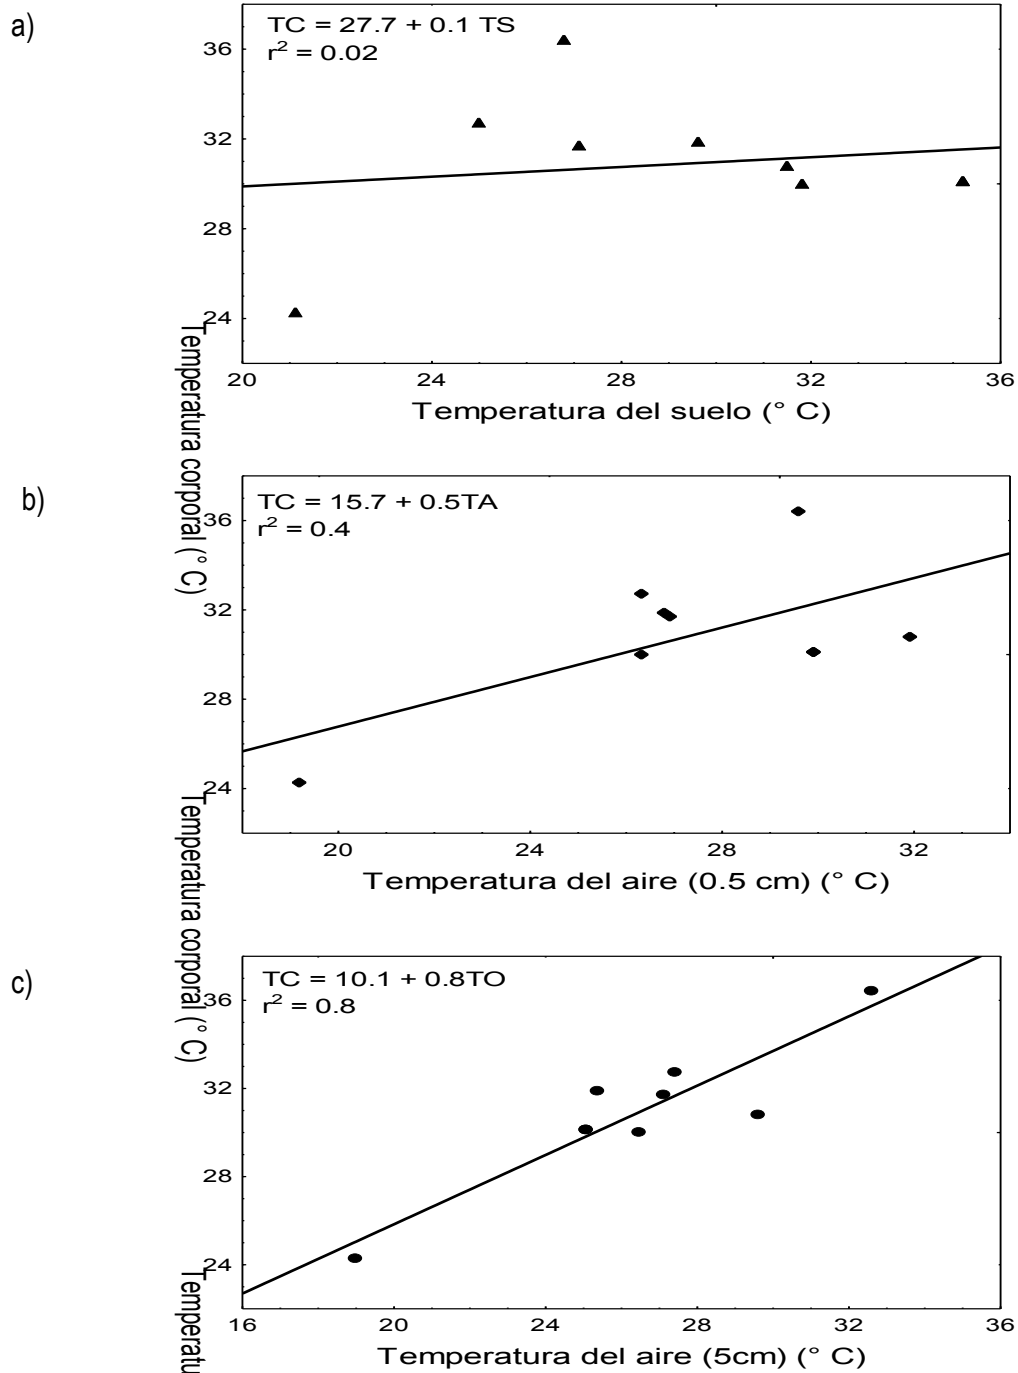 a)
TC = 27.7 + 0.1 TS
r² = 0.02
36
32
28
24
20 24 28 32 36
Temperatura del suelo (° C)
Temperatura corporal (° C)
b)
TC = 15.7 + 0.5TA
r² = 0.4
36
32
28
24
20 24 28 32
Temperatura del aire (0.5 cm) (° C)
Temperatura corporal (° C)
c)
TC = 10.1 + 0.8TO
r² = 0.8
36
32
28
24
16 20 24 28 32 36
Temperatura del aire (5cm) (° C)
Temperatu